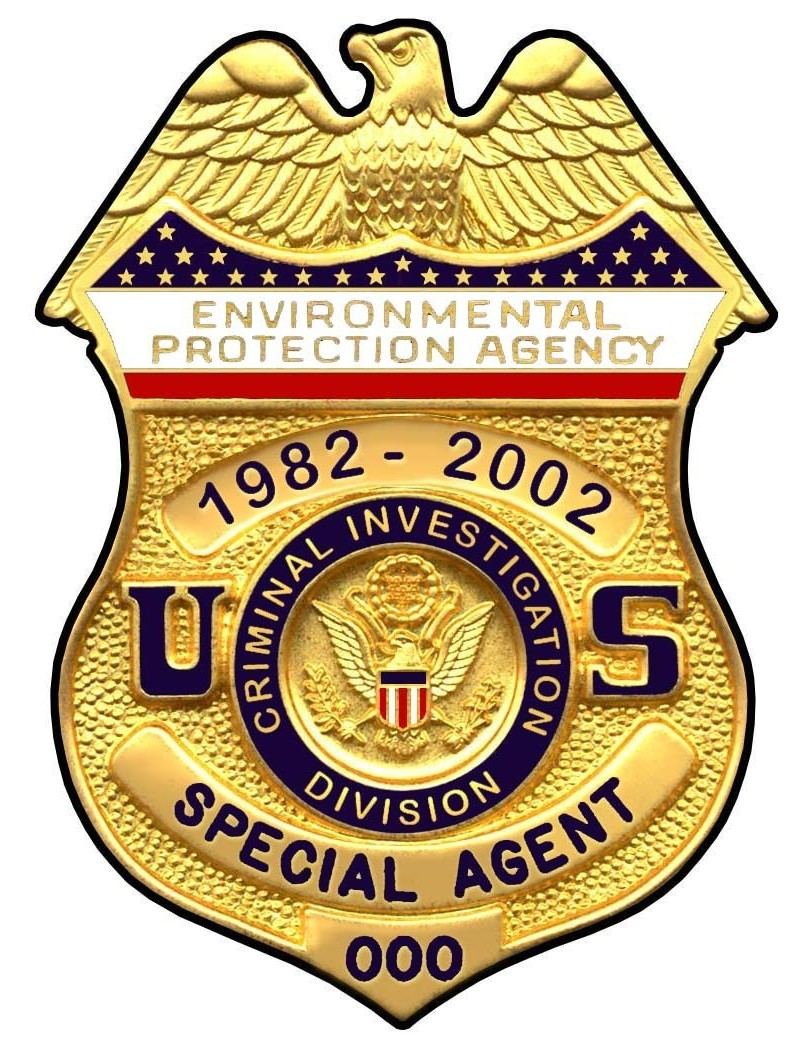 ENVIRONMENTAL
PROTECTION AGENCY
1982 - 2002
CRIMINAL INVESTIGATION
U S
DIVISION
SPECIAL AGENT
000